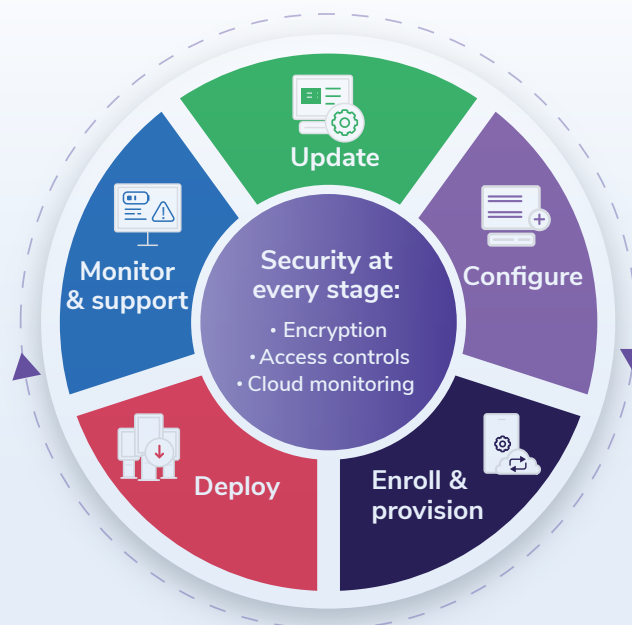 Update
Configure
Enroll &
provision
Deploy
Monitor
& support
Security at
every stage:
• Encryption
• Access controls
• Cloud monitoring